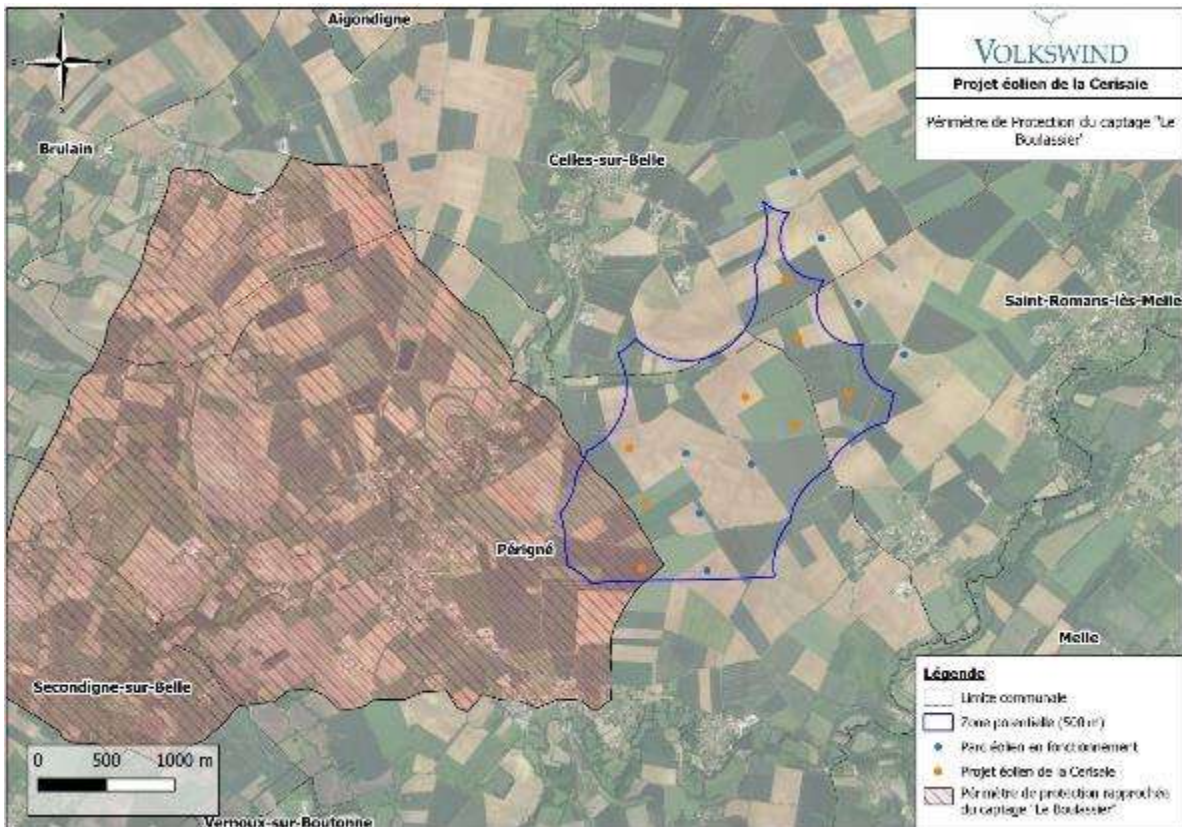 Aigondigne
VOLKSWIND
Projet éolien de la Cerisaie
Périmètre de Protection du captage "Le
Boulassier"
Brulain
Celles-sur-Belle
Saint-Romans-lès-Melle
Périgné
Melle
Secondigne-sur-Belle
Légende
Limite communale
Zone potentielle (500 m)
Parc éolien en fonctionnement
Projet éolien de la Cerisaie
Périmètre de protection rapprochée
du captage "Le Boulassier"
0 500 1000 m
Vernoux-sur-Boutonne